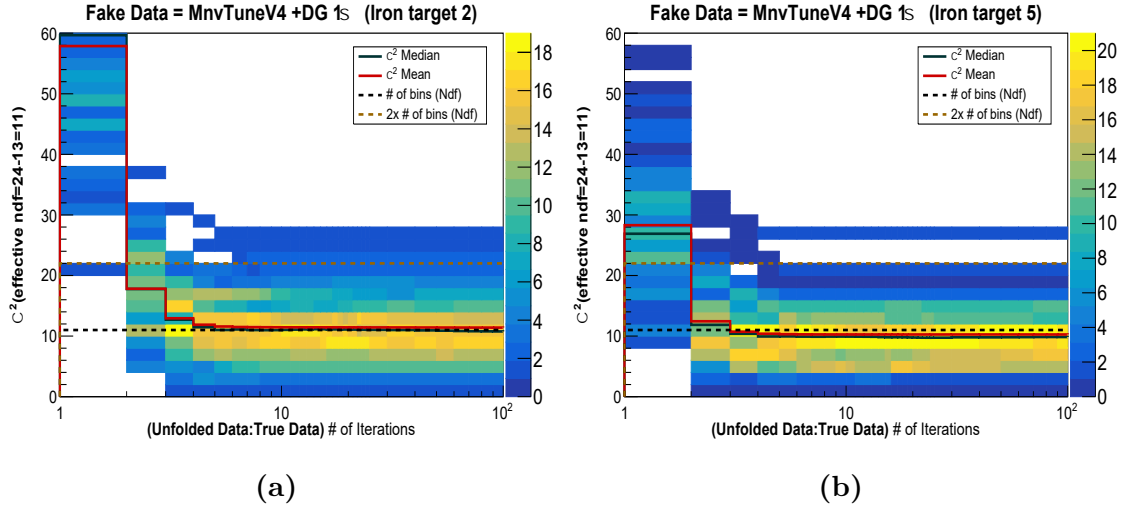 Fake Data = MnvTuneV4 +DG 1s (Iron target 2)
c² Median
c² Mean
# of bins (Ndf)
2x # of bins (Ndf)
C²(effective ndf=24-13=11)
60
50
40
30
20
10
0
1
10
10²
18
16
14
12
10
8
6
4
2
0
(Unfolded Data:True Data) # of Iterations
(a)
Fake Data = MnvTuneV4 +DG 1s (Iron target 5)
c² Median
c² Mean
# of bins (Ndf)
2x # of bins (Ndf)
C²(effective ndf=24-13=11)
60
50
40
30
20
10
0
1
10
10²
20
18
16
14
12
10
8
6
4
2
0
(Unfolded Data:True Data) # of Iterations
(b)